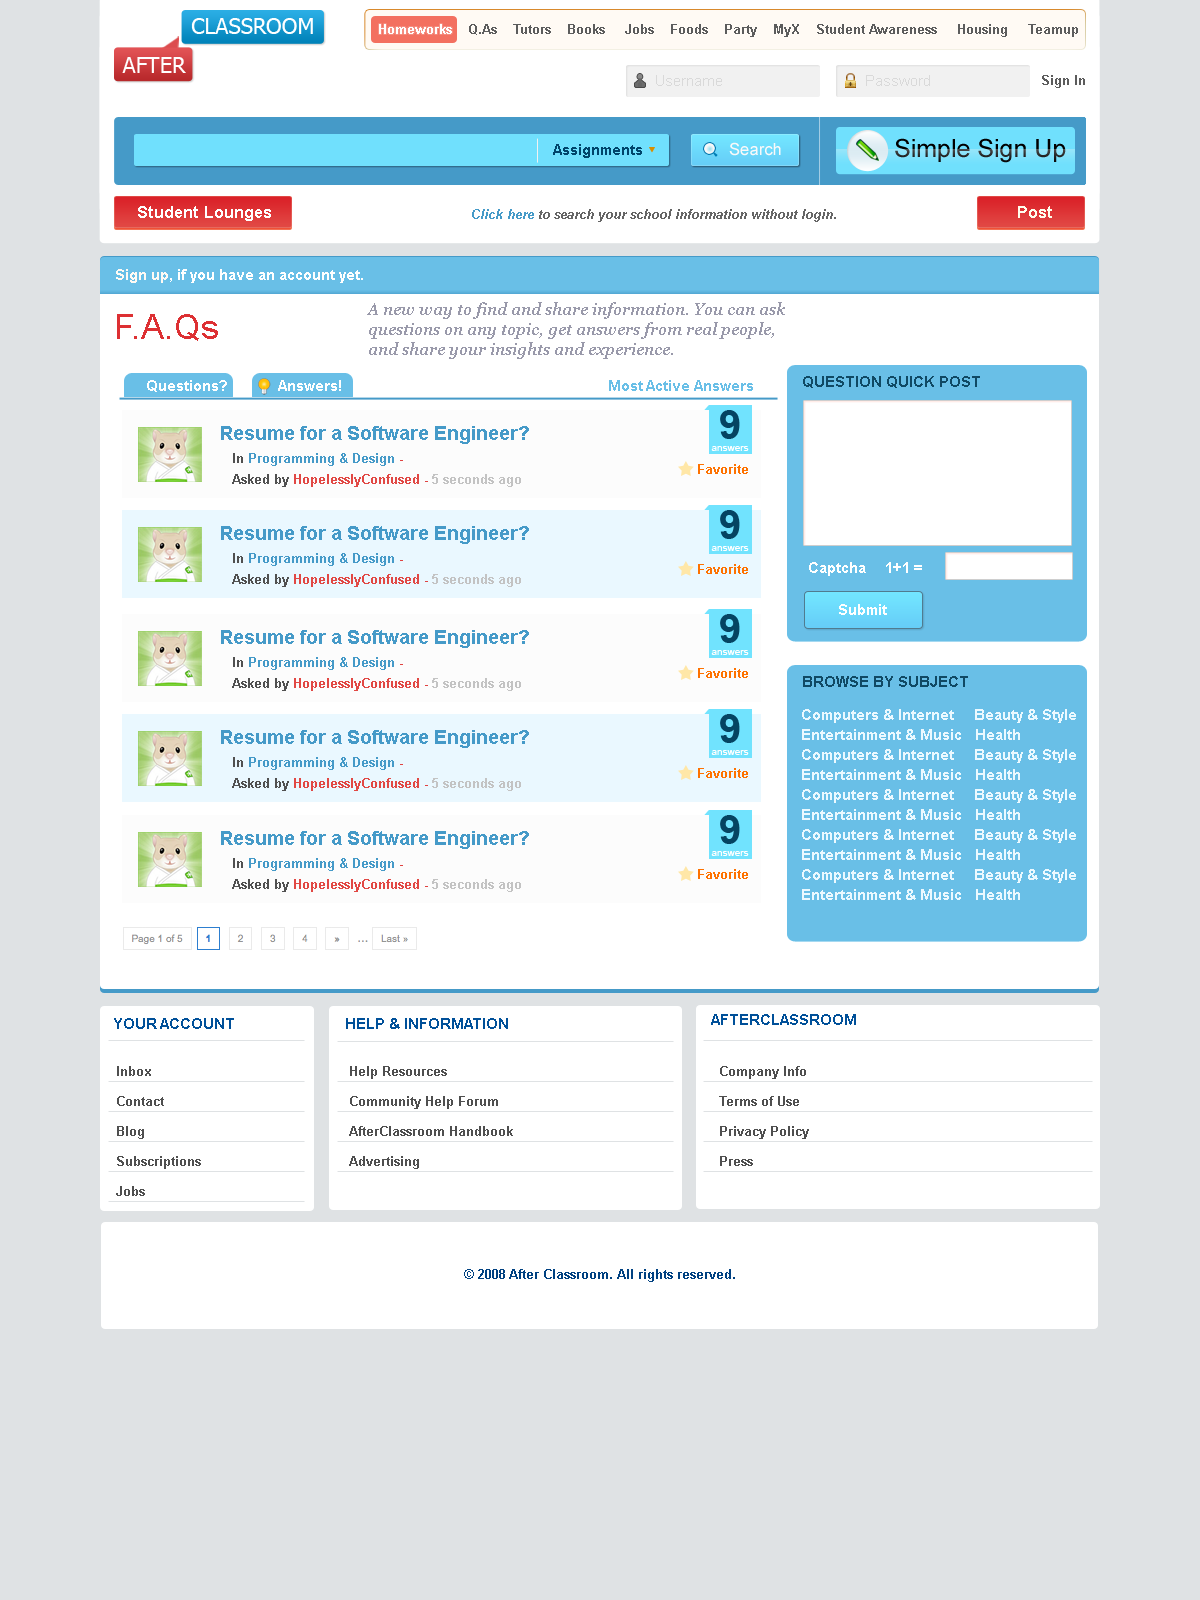 CLASSROOM
AFTER
Homeworks Q.As Tutors Books Jobs Foods Party MyX Student Awareness Housing Teamup
Username Password Sign In
Assignments Search Simple Sign Up
Student Lounges Click here to search your school information without login. Post
Sign up, if you have an account yet.
F.A.Qs
A new way to find and share information. You can ask
questions on any topic, get answers from real people,
and share your insights and experience.
Questions? Answers! Most Active Answers
Resume for a Software Engineer?
In Programming & Design -
Asked by HopelesslyConfused - 5 seconds ago
9
answers
Favorite
Resume for a Software Engineer?
In Programming & Design -
Asked by HopelesslyConfused - 5 seconds ago
9
answers
Favorite
Resume for a Software Engineer?
In Programming & Design -
Asked by HopelesslyConfused - 5 seconds ago
9
answers
Favorite
Resume for a Software Engineer?
In Programming & Design -
Asked by HopelesslyConfused - 5 seconds ago
9
answers
Favorite
Resume for a Software Engineer?
In Programming & Design -
Asked by HopelesslyConfused - 5 seconds ago
9
answers
Favorite
Page 1 of 5 1 2 3 4 » ... Last »
QUESTION QUICK POST
Captcha 1+1 =
Submit
BROWSE BY SUBJECT
Computers & Internet Beauty & Style
Entertainment & Music Health
Computers & Internet Beauty & Style
Entertainment & Music Health
Computers & Internet Beauty & Style
Entertainment & Music Health
Computers & Internet Beauty & Style
Entertainment & Music Health
Computers & Internet Beauty & Style
Entertainment & Music Health
YOUR ACCOUNT
Inbox
Contact
Blog
Subscriptions
Jobs
HELP & INFORMATION
Help Resources
Community Help Forum
AfterClassroom Handbook
Advertising
AFTERCLASSROOM
Company Info
Terms of Use
Privacy Policy
Press
© 2008 After Classroom. All rights reserved.